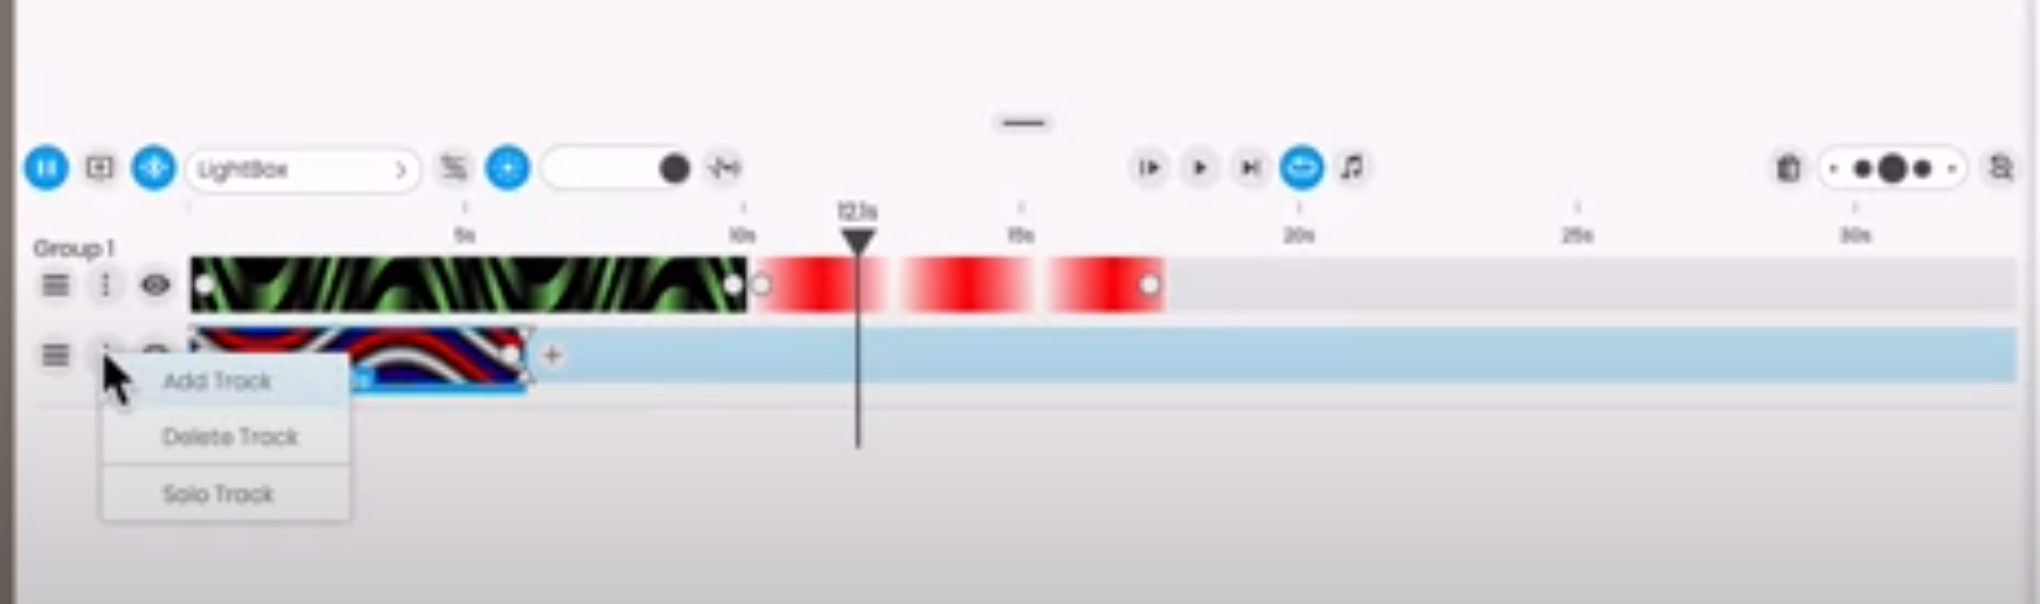 LightBox
12.1s
5s 10s 15s 20s 25s 30s
Group 1
Add Track
Delete Track
Solo Track